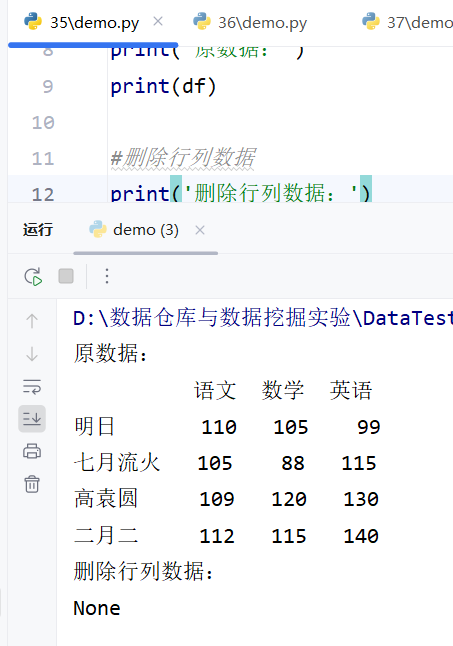 35\demo.py
36\demo.py
37\demo
8 print('原数据：')
9 print(df)
10
11 #删除行列数据
12 print('删除行列数据：')
运行 demo (3)
D:\数据仓库与数据挖掘实验\DataTest
原数据：
语文 数学 英语
明日 110 105 99
七月流火 105 88 115
高袁圆 109 120 130
二月二 112 115 140
删除行列数据：
None